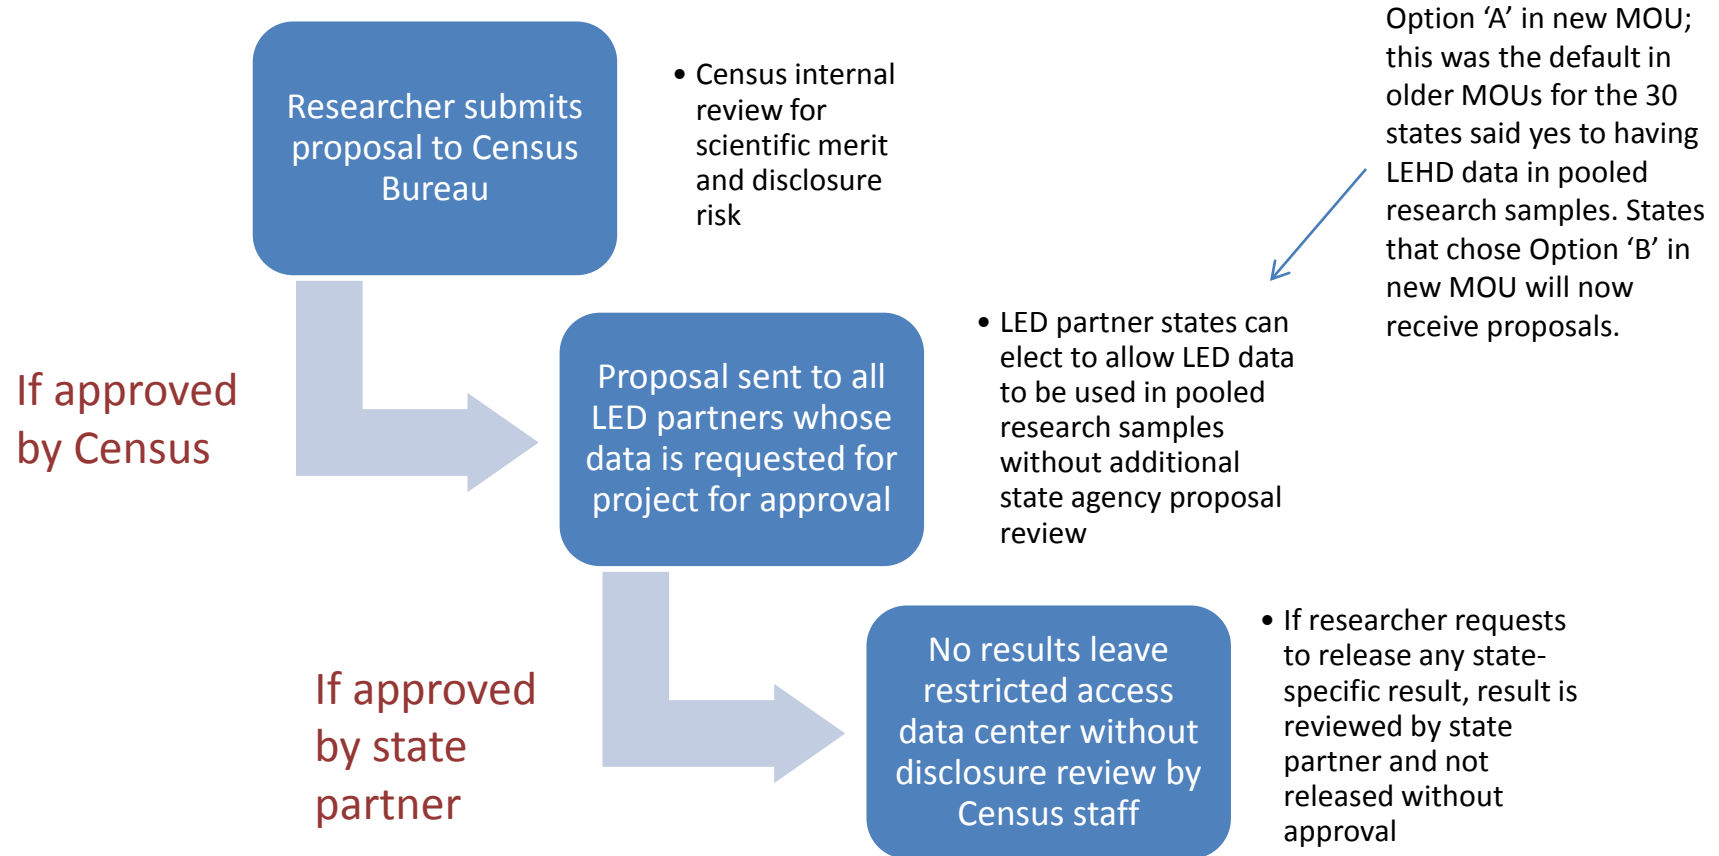 Researcher submits
proposal to Census
Bureau
• Census internal
review for
scientific merit
and disclosure
risk
Option ‘A’ in new MOU;
this was the default in
older MOUs for the 30
states said yes to having
LEHD data in pooled
research samples. States
that chose Option ‘B’ in
new MOU will now
receive proposals.
If approved
by Census
Proposal sent to all
LED partners whose
data is requested for
project for approval
• LED partner states can
elect to allow LED data
to be used in pooled
research samples
without additional
state agency proposal
review
If approved
by state
partner
No results leave
restricted access
data center without
disclosure review by
Census staff
• If researcher requests
to release any state-
specific result, result is
reviewed by state
partner and not
released without
approval